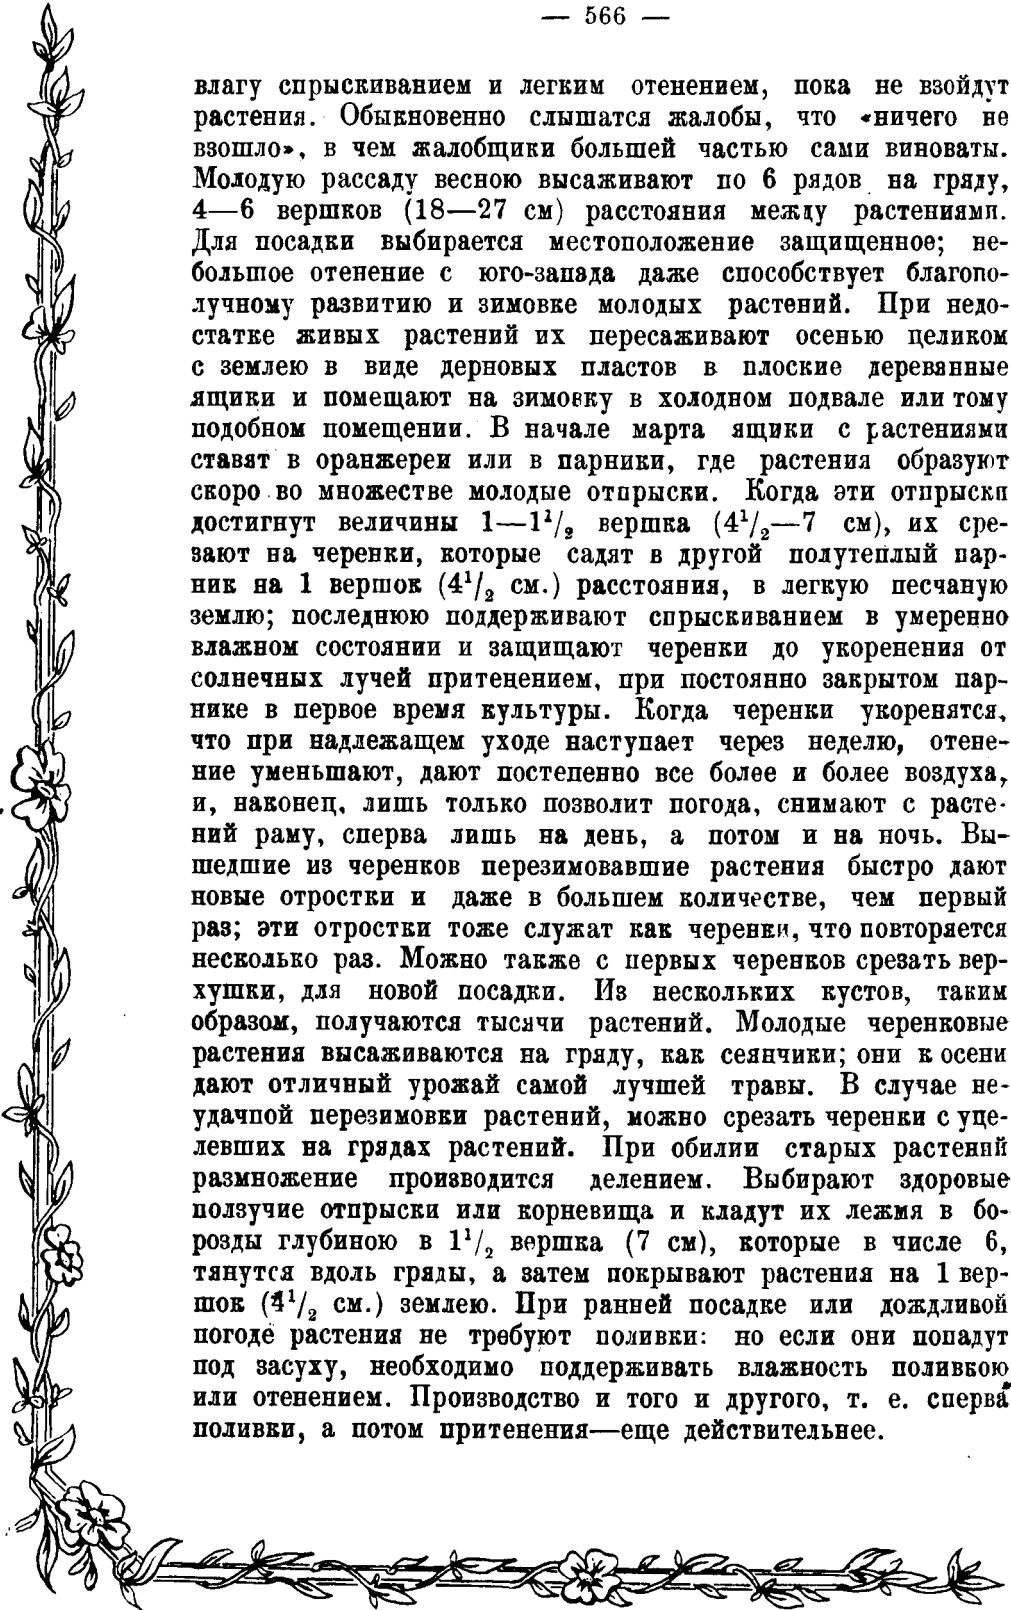 — 566 —
влагу спрыскиванием и легким отенением, пока не взойдут
растения. Обыкновенно слышатся жалобы, что «ничего не
взошло», в чем жалобщики большей частью сами виноваты.
Молодую рассаду весною высаживают по 6 рядов на гряду,
4—6 вершков (18—27 см) расстояния между растениями.
Для посадки выбирается местоположение защищенное; не-
большое отенение с юго-запада даже способствует благопо-
лучному развитию и зимовке молодых растений. При недо-
статке живых растений их пересаживают осенью целиком
с землею в виде дерновых пластов в плоские деревянные
ящики и помещают на зимовку в холодном подвале или тому
подобном помещении. В начале марта ящики с растениями
ставят в оранжереи или в парники, где растения образуют
скоро во множестве молодые отпрыски. Когда эти отпрыски
достигнут величины 1—1¹/₂ вершка (4¹/₂—7 см), их сре-
зают на черенки, которые садят в другой полутеплый пар-
ник на 1 вершок (4¹/₂ см.) расстояния, в легкую песчаную
землю; последнюю поддерживают спрыскиванием в умеренно
влажном состоянии и защищают черенки до укоренения от
солнечных лучей притенением, при постоянно закрытом пар-
нике в первое время культуры. Когда черенки укоренятся,
что при надлежащем уходе наступает через неделю, отене-
ние уменьшают, дают постепенно все более и более воздуха,
и, наконец, лишь только позволит погода, снимают с расте-
ний раму, сперва лишь на день, а потом и на ночь. Вы-
шедшие из черенков перезимовавшие растения быстро дают
новые отростки и даже в большем количестве, чем первый
раз; эти отростки тоже служат как черенки, что повторяется
несколько раз. Можно также с первых черенков срезать вер-
хушки, для новой посадки. Из нескольких кустов, таким
образом, получаются тысячи растений. Молодые черенковые
растения высаживаются на гряду, как сеянчики; они к осени
дают отличный урожай самой лучшей травы. В случае не-
удачной перезимовки растений, можно срезать черенки с уце-
левших на грядах растений. При обилии старых растений
размножение производится делением. Выбирают здоровые
ползучие отпрыски или корневища и кладут их лежмя в бо-
розды глубиною в 1¹/₂ вершка (7 см), которые в числе 6,
тянутся вдоль гряды, а затем покрывают растения на 1 вер-
шок (4¹/₂ см.) землею. При ранней посадке или дождливой
погоде растения не требуют поливки: но если они попадут
под засуху, необходимо поддерживать влажность поливкою
или отенением. Производство и того и другого, т. е. сперва
поливки, а потом притенения—еще действительнее.